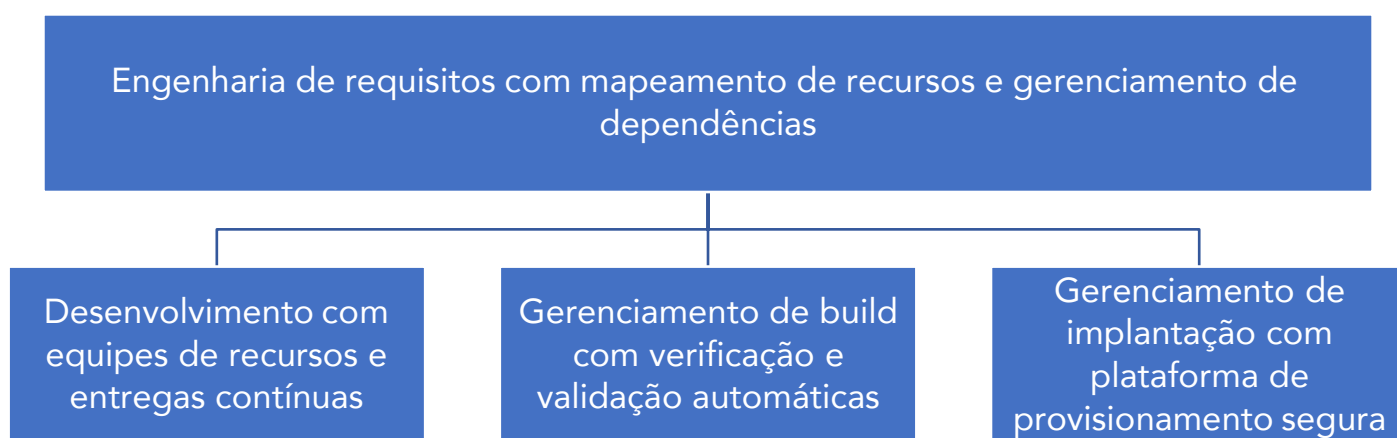 Engenharia de requisitos com mapeamento de recursos e gerenciamento de
dependências
Desenvolvimento com
equipes de recursos e
entregas contínuas
Gerenciamento de build
com verificação e
validação automáticas
Gerenciamento de
implantação com
plataforma de
provisionamento segura